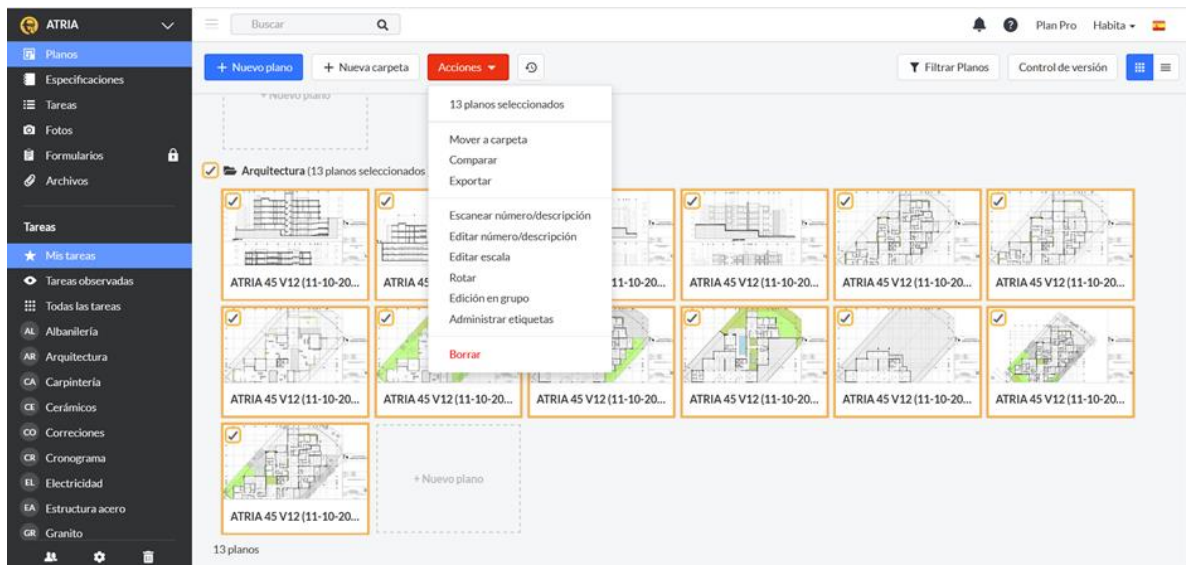 ATRIA
Buscar
Plan Pro
Habita
Planos
Especificaciones
Tareas
Fotos
Formularios
Archivos
Tareas
Mis tareas
Tareas observadas
Todas las tareas
AL Albanilería
AR Arquitectura
CA Carpintería
CE Cerámicos
CO Correciones
CR Cronograma
EL Electricidad
EA Estructura acero
GR Granito
+ Nuevo plano
+ Nueva carpeta
Acciones
Filtrar Planos
Control de versión
+ Nuevo plano
13 planos seleccionados
Mover a carpeta
Comparar
Exportar
Escanear número/descripción
Editar número/descripción
Editar escala
Rotar
Edición en grupo
Administrar etiquetas
Borrar
Arquitectura (13 planos seleccionados
ATRIA 45 V12 (11-10-20...
ATRIA 45
11-10-20...
ATRIA 45 V12 (11-10-20...
ATRIA 45 V12 (11-10-20...
ATRIA 45 V12 (11-10-20...
ATRIA 45 V12 (11-10-20...
ATRIA 45 V12 (11-10-20...
ATRIA 45 V12 (11-10-20...
ATRIA 45 V12 (11-10-20...
ATRIA 45 V12 (11-10-20...
ATRIA 45 V12 (11-10-20...
ATRIA 45 V12 (11-10-20...
+ Nuevo plano
13 planos